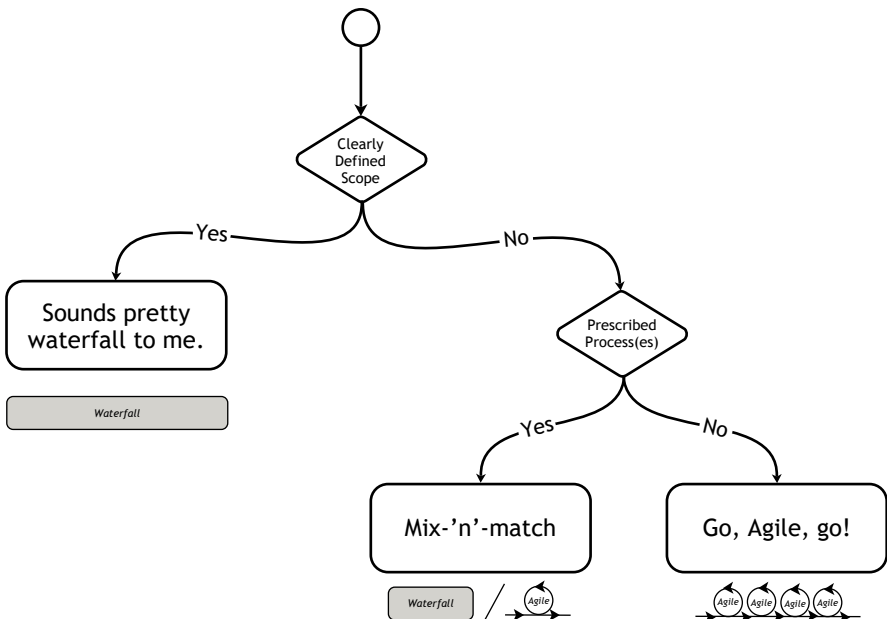 Clearly
Defined
Scope
Yes
No
Sounds pretty
waterfall to me.
Prescribed
Process(es)
Waterfall
Yes
No
Mix-’n’-match
Go, Agile, go!
Waterfall
Agile
Agile
Agile
Agile
Agile